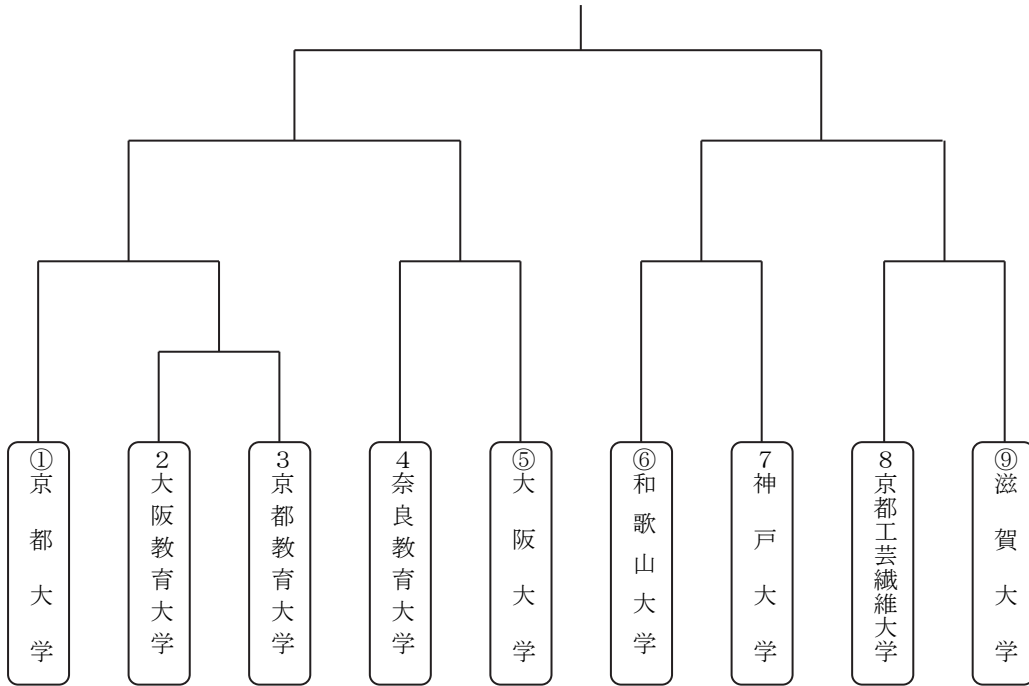 ①京都大学
2大阪教育大学
3京都教育大学
4奈良教育大学
⑤大阪大学
⑥和歌山大学
7神戸大学
8京都工芸繊維大学
⑨滋賀大学